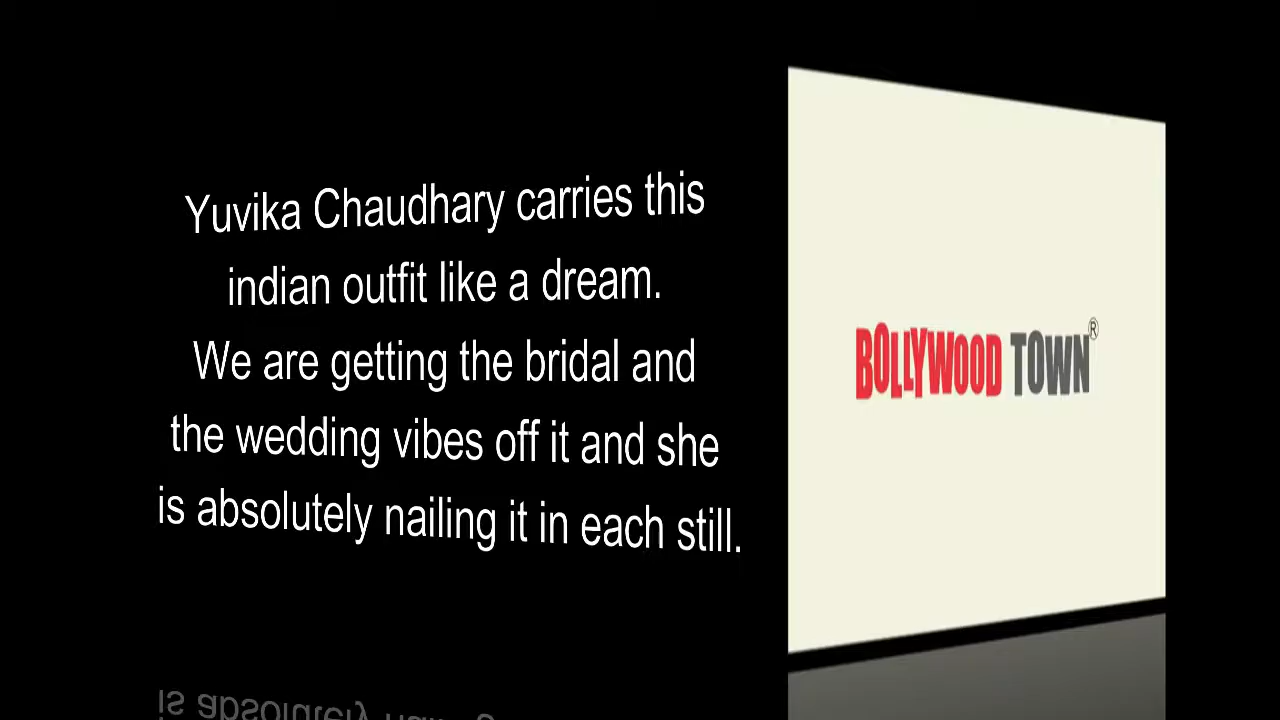 Yuvika Chaudhary carries this
indian outfit like a dream.
We are getting the bridal and
the wedding vibes off it and she
is absolutely nailing it in each still.
BOLLYWOOD TOWN®